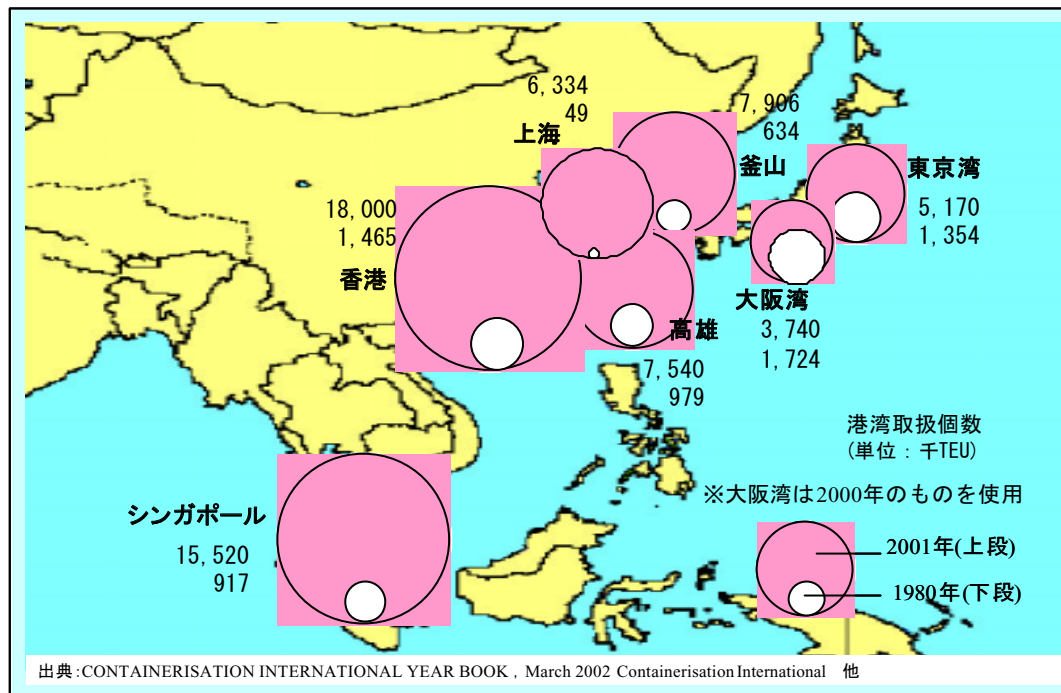 6,334
49
上海
7,906
634
釜山
東京湾
5,170
1,354
18,000
1,465
香港
大阪湾
3,740
1,724
高雄
7,540
979
港湾取扱個数
(単位：千TEU)
※大阪湾は2000年のものを使用
シンガポール
15,520
917
2001年(上段)
1980年(下段)
出典:CONTAINERISATION INTERNATIONAL YEAR BOOK , March 2002 Containerisation International 他